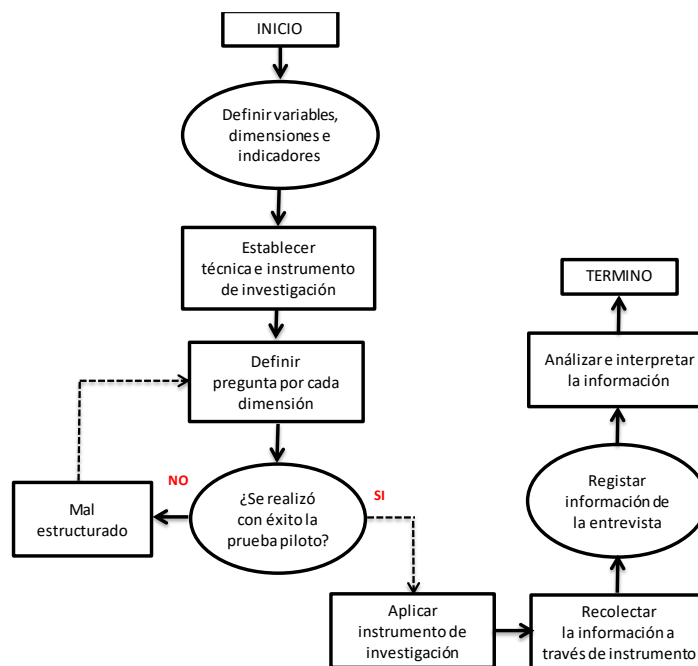 INICIO
Definir variables,
dimensiones e
indicadores
Establecer
técnica e instrumento
de investigación
Definir
pregunta por cada
dimensión
¿Se realizó
con éxito la
prueba piloto?
NO
Mal
estructurado
SI
Aplicar
instrumento de
investigación
Recolectar
la información a
través de instrumento
Registar
información de
la entrevista
Análizar e interpretar
la información
TERMINO